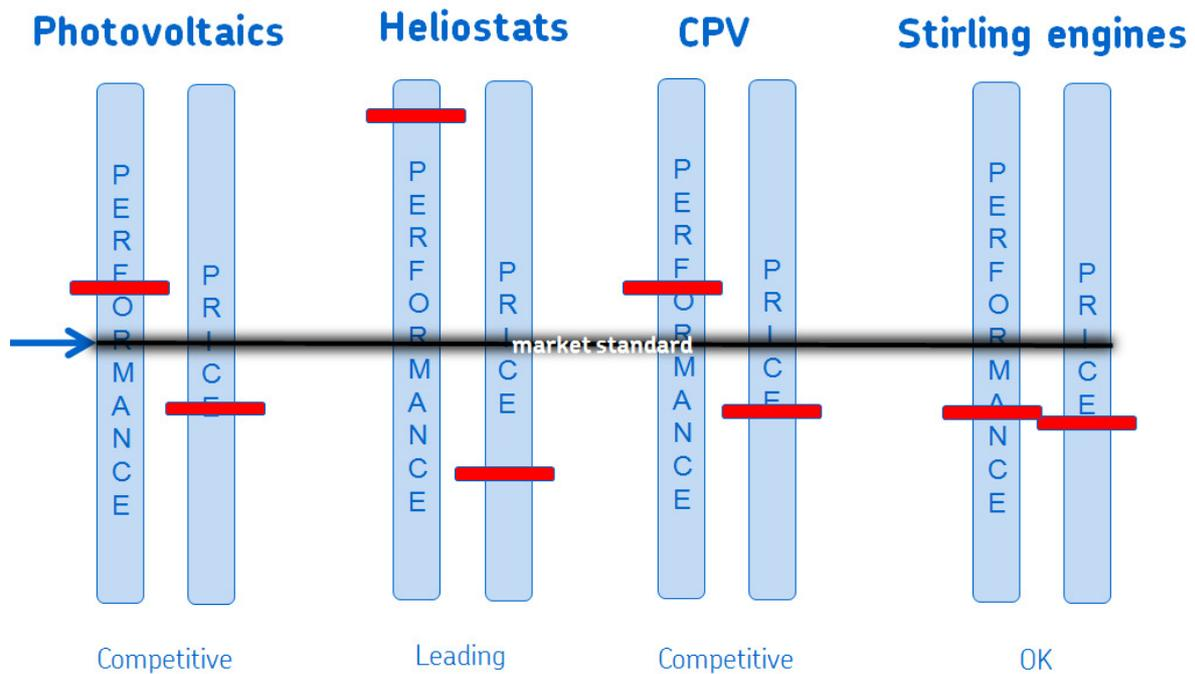 Photovoltaics
Heliostats
CPV
Stirling engines
PERFORMANCE
PRICE
PERFORMANCE
PRICE
PERFORMANCE
PRICE
PERFORMANCE
PRICE
market standard
Competitive
Leading
Competitive
OK